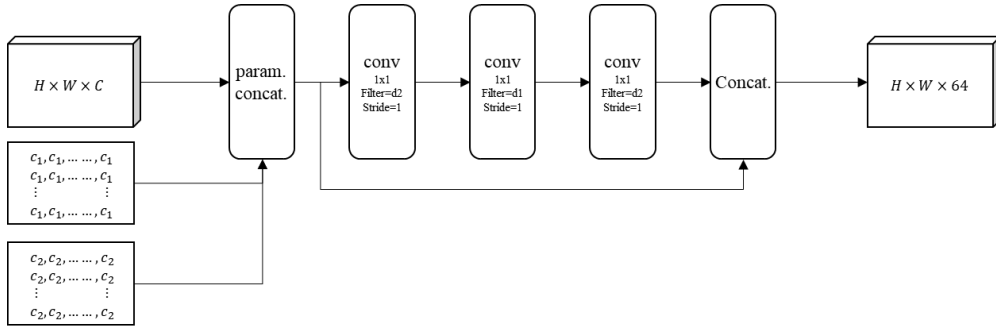 H × W × C
c₁, c₁, … …, c₁
c₁, c₁, … …, c₁
⋮ ⋮
c₁, c₁, … …, c₁
c₂, c₂, … …, c₂
c₂, c₂, … …, c₂
⋮ ⋮
c₂, c₂, … …, c₂
param.
concat.
conv
1x1
Filter=d2
Stride=1
conv
1x1
Filter=d1
Stride=1
conv
1x1
Filter=d2
Stride=1
Concat.
H × W × 64